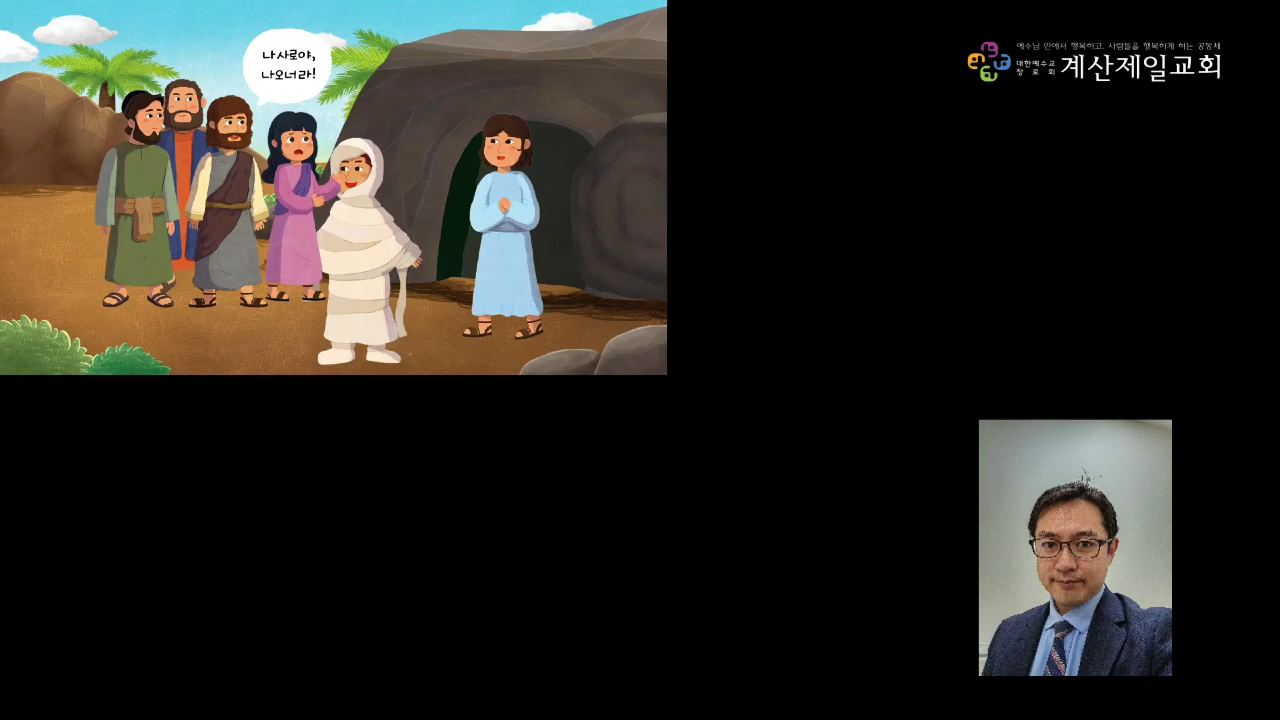 나사로야,
나오너라!
예수님 안에서 행복하고, 사람들을 행복하게 하는 공동체
대한예수교
장로회
계산제일교회